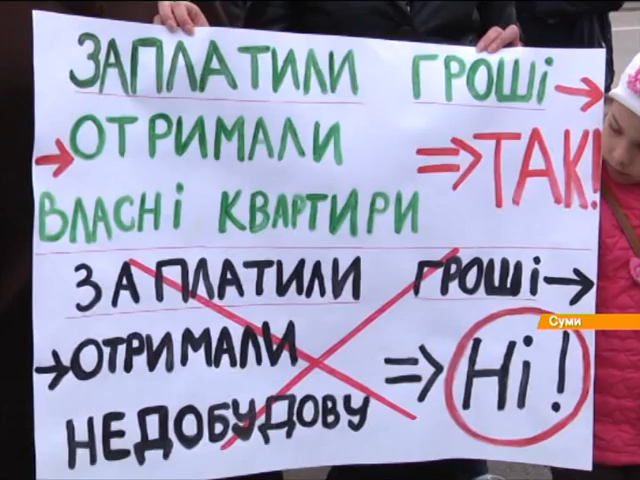 ЗАПЛАТИЛИ ГРОШІ →
→ ОТРИМАЛИ ⇒ ТАК!
ВЛАСНІ КВАРТИРИ
ЗАПЛАТИЛИ ГРОШІ →
→ ОТРИМАЛИ ⇒ Ні!
НЕДОБУДОВУ
Суми